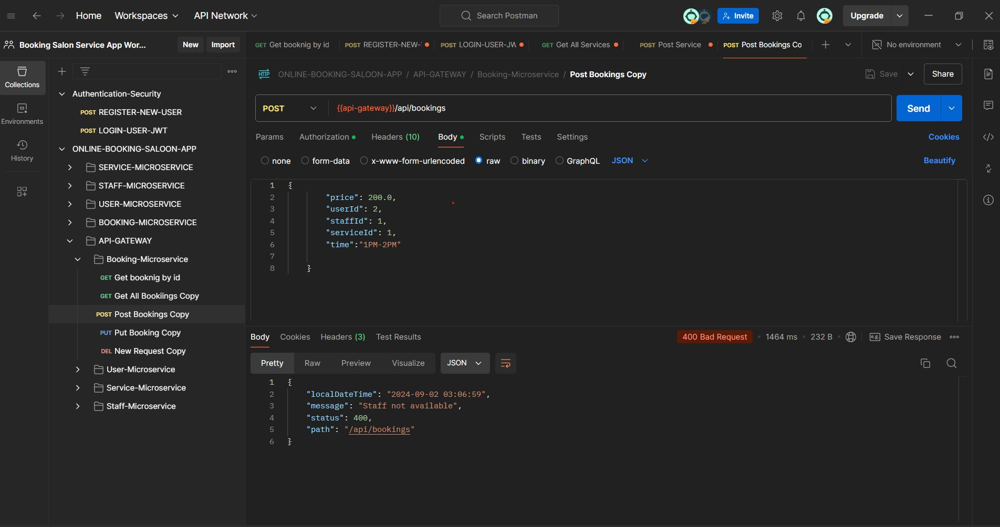 Home Workspaces API Network Search Postman Invite Upgrade
Booking Salon Service App Wor... New Import
GET Get booknig by id POST REGISTER-NEW- POST LOGIN-USER-JW GET Get All Services POST Post Service POST Post Bookings Co No environment
Collections
Environments
History
Authentication-Security
POST REGISTER-NEW-USER
POST LOGIN-USER-JWT
ONLINE-BOOKING-SALOON-APP
SERVICE-MICROSERVICE
STAFF-MICROSERVICE
USER-MICROSERVICE
BOOKING-MICROSERVICE
API-GATEWAY
Booking-Microservice
GET Get booknig by id
GET Get All Bookiings Copy
POST Post Bookings Copy
PUT Put Booking Copy
DEL New Request Copy
User-Microservice
Service-Microservice
Staff-Microservice
HTTP ONLINE-BOOKING-SALOON-APP / API-GATEWAY / Booking-Microservice / Post Bookings Copy Save Share
POST {{api-gateway}}/api/bookings Send
Params Authorization Headers (10) Body Scripts Tests Settings Cookies
none form-data x-www-form-urlencoded raw binary GraphQL JSON Beautify
1 {
2 "price": 200.0,
3 "userId": 2,
4 "staffId": 1,
5 "serviceId": 1,
6 "time":"1PM-2PM"
7
8 }
Body Cookies Headers (3) Test Results 400 Bad Request 1464 ms 232 B e.g. Save Response
Pretty Raw Preview Visualize JSON
1 {
2 "localDateTime": "2024-09-02 03:06:59",
3 "message": "Staff not available",
4 "status": 400,
5 "path": "/api/bookings"
6 }